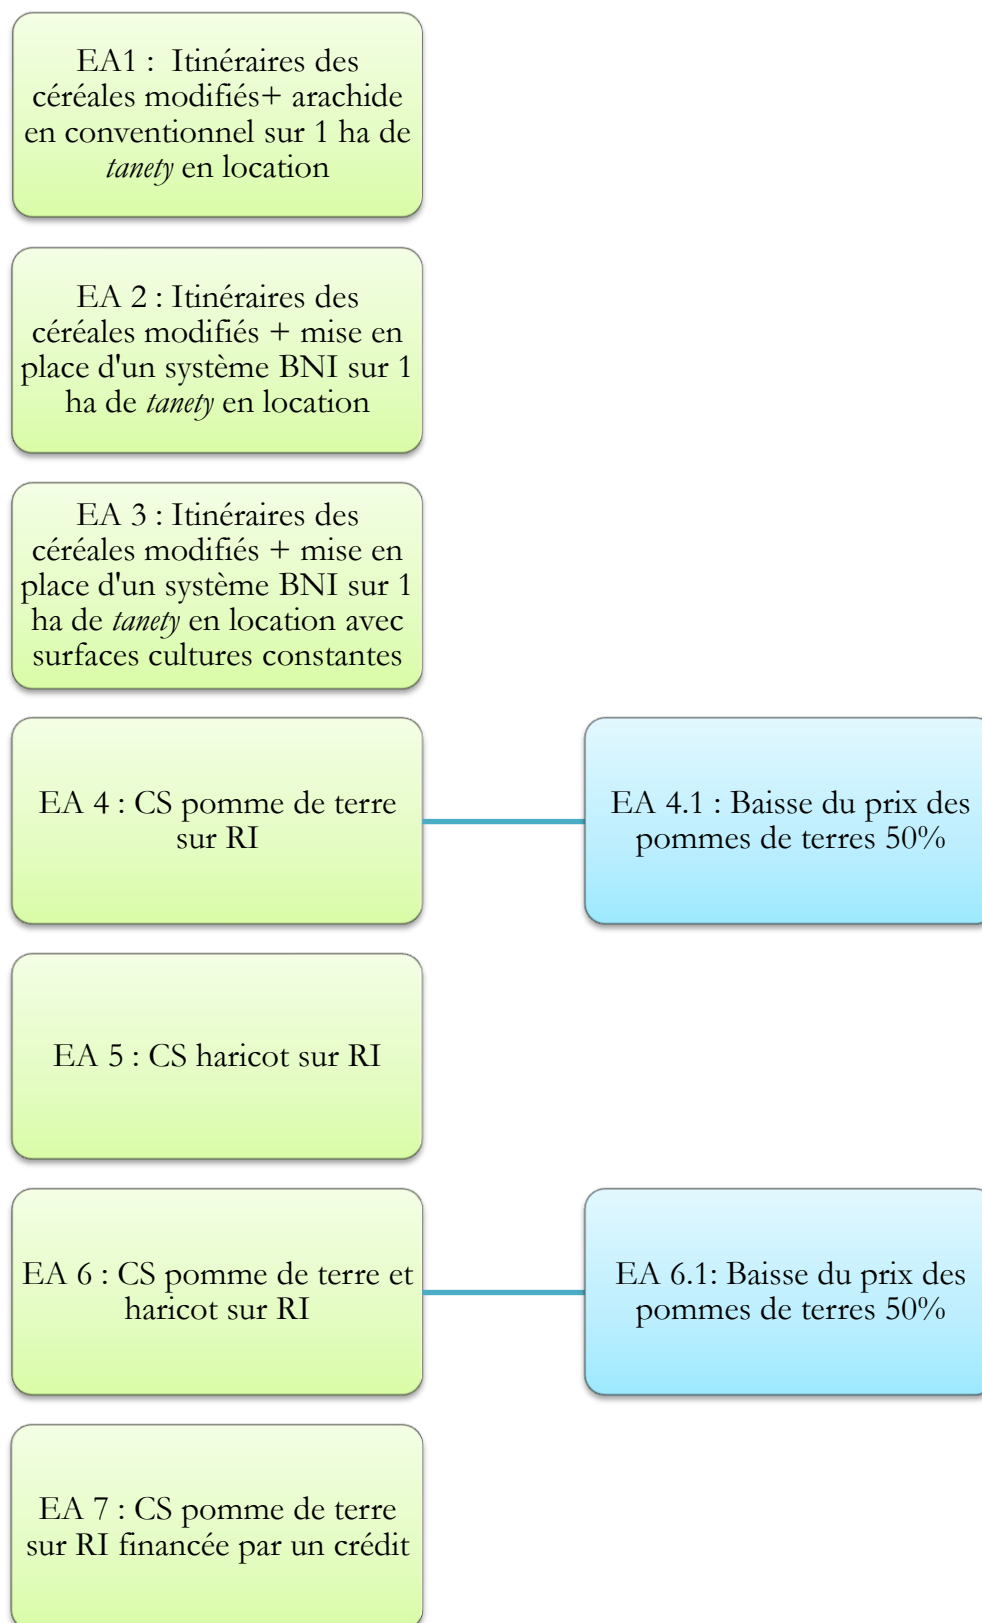 EA1 :  Itinéraires des
céréales modifiés+ arachide
en conventionnel sur 1 ha de
tanety en location
EA 2 : Itinéraires des
céréales modifiés + mise en
place d'un système BNI sur 1
ha de tanety en location
EA 3 : Itinéraires des
céréales modifiés + mise en
place d'un système BNI sur 1
ha de tanety en location avec
surfaces cultures constantes
EA 4 : CS pomme de terre
sur RI
EA 4.1 : Baisse du prix des
pommes de terres 50%
EA 5 : CS haricot sur RI
EA 6 : CS pomme de terre et
haricot sur RI
EA 6.1: Baisse du prix des
pommes de terres 50%
EA 7 : CS pomme de terre
sur RI financée par un crédit